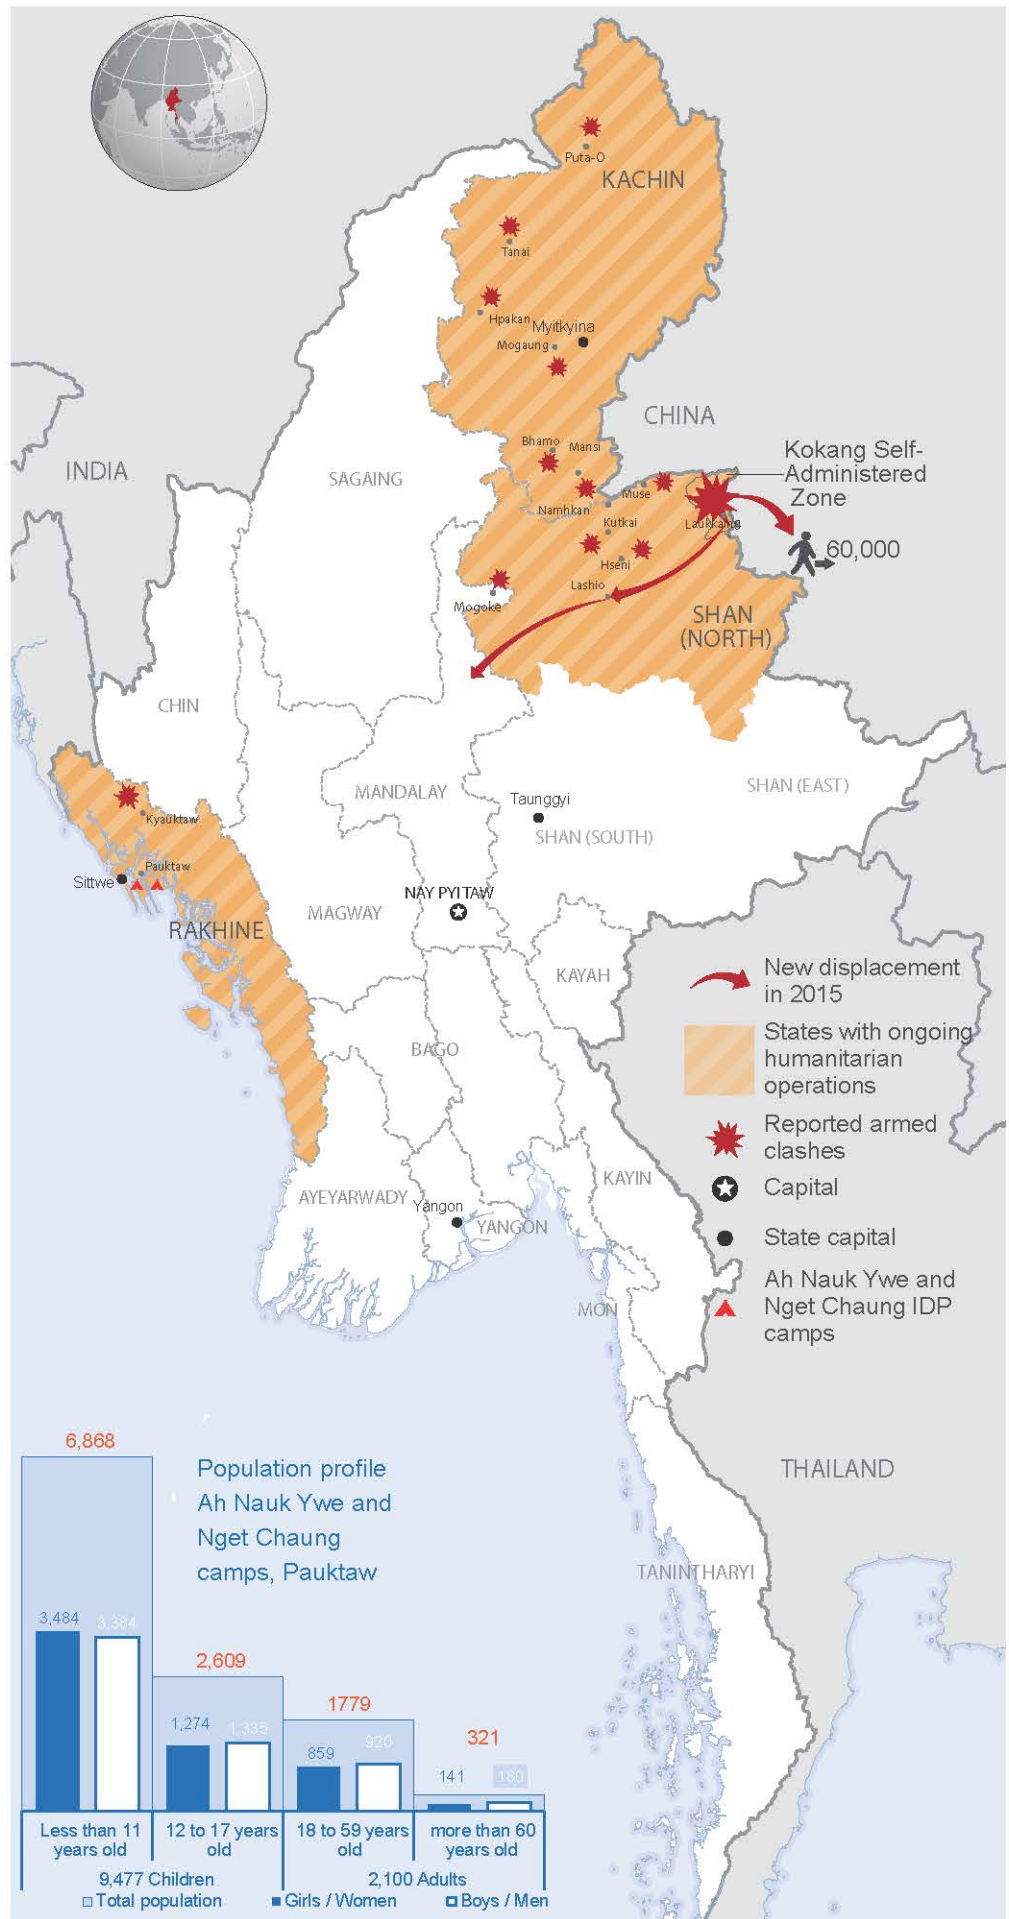 Puta-O
KACHIN
Tanai
Hpakan
Myitkyina
Mogaung
CHINA
INDIA
SAGAING
Bhamo
Mansi
Kokang Self-
Administered
Zone
Muse
Namhkan
Kutkai
Laukkaing
60,000
Hseni
Lashio
Mogoke
SHAN
(NORTH)
CHIN
MANDALAY
SHAN (EAST)
Taunggyi
SHAN (SOUTH)
Kyauktaw
Pauktaw
Sittwe
RAKHINE
NAY PYITAW
MAGWAY
KAYAH
BAGO
New displacement
in 2015
States with ongoing
humanitarian
operations
Reported armed
clashes
Capital
State capital
Ah Nauk Ywe and
Nget Chaung IDP
camps
KAYIN
AYEYARWADY
Yangon
YANGON
MON
THAILAND
TANINTHARYI
Population profile
Ah Nauk Ywe and
Nget Chaung
camps, Pauktaw
6,868
3,484
3,384
2,609
1,274
1,335
1779
859
920
321
141
180
Less than 11
years old
12 to 17 years
old
18 to 59 years
old
more than 60
years old
9,477 Children
2,100 Adults
Total population
Girls / Women
Boys / Men